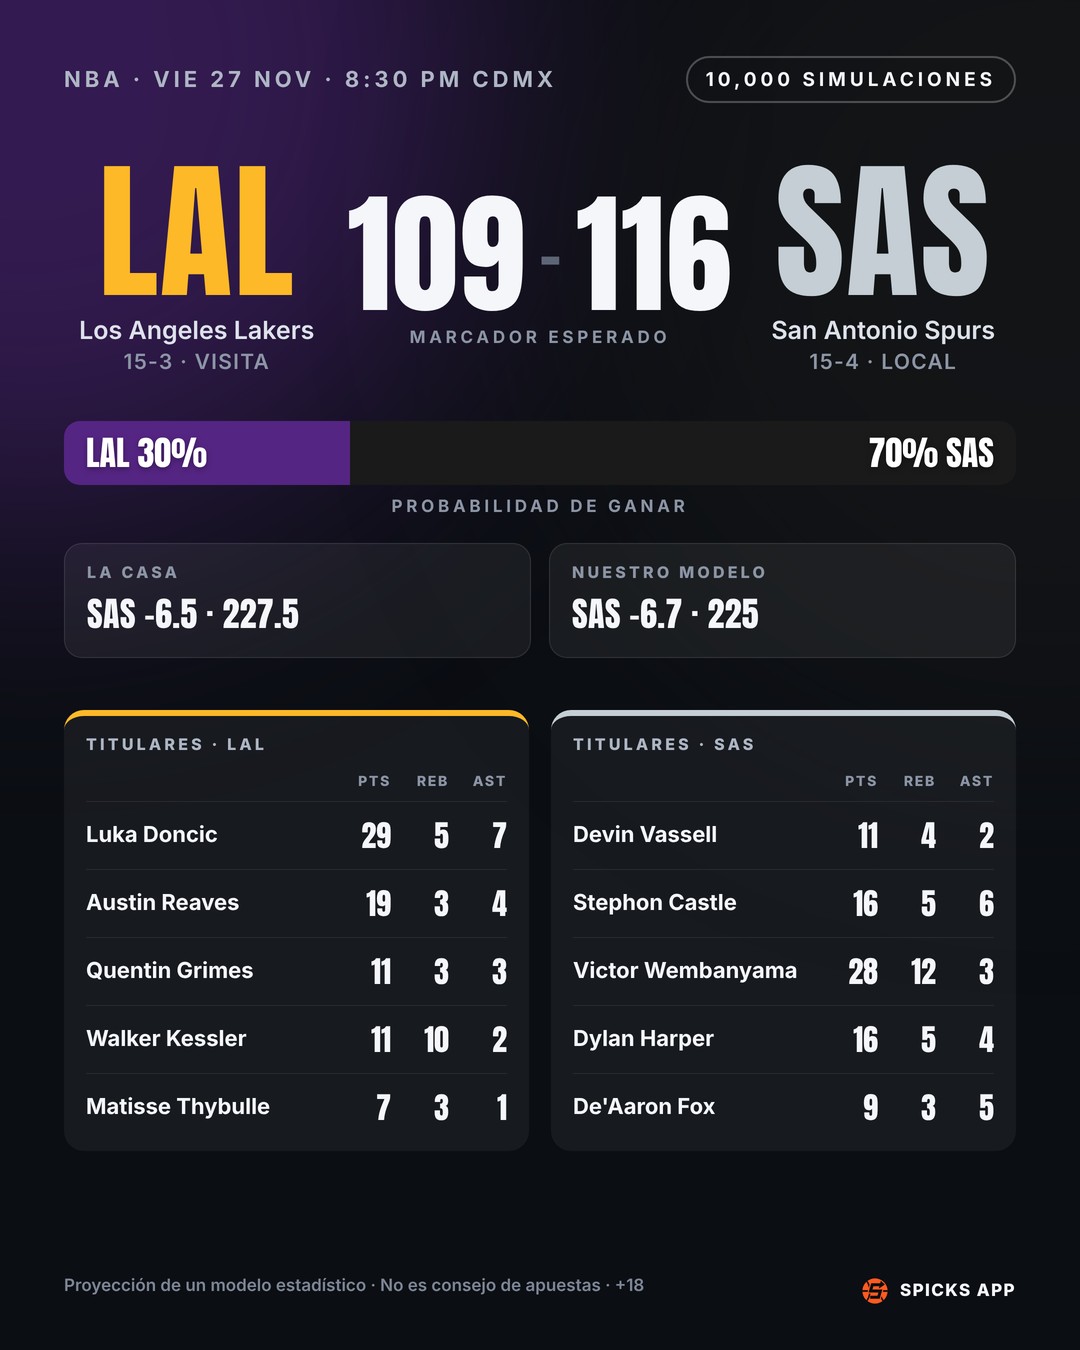 NBA · VIE 27 NOV · 8:30 PM CDMX
10,000 SIMULACIONES
LAL
109 - 116
SAS
Los Angeles Lakers
15-3 · VISITA
MARCADOR ESPERADO
San Antonio Spurs
15-4 · LOCAL
LAL 30%
70% SAS
PROBABILIDAD DE GANAR
LA CASA
SAS -6.5 · 227.5
NUESTRO MODELO
SAS -6.7 · 225
TITULARES · LAL
PTS REB AST
Luka Doncic 29 5 7
Austin Reaves 19 3 4
Quentin Grimes 11 3 3
Walker Kessler 11 10 2
Matisse Thybulle 7 3 1
TITULARES · SAS
PTS REB AST
Devin Vassell 11 4 2
Stephon Castle 16 5 6
Victor Wembanyama 28 12 3
Dylan Harper 16 5 4
De'Aaron Fox 9 3 5
Proyección de un modelo estadístico · No es consejo de apuestas · +18
SPICKS APP